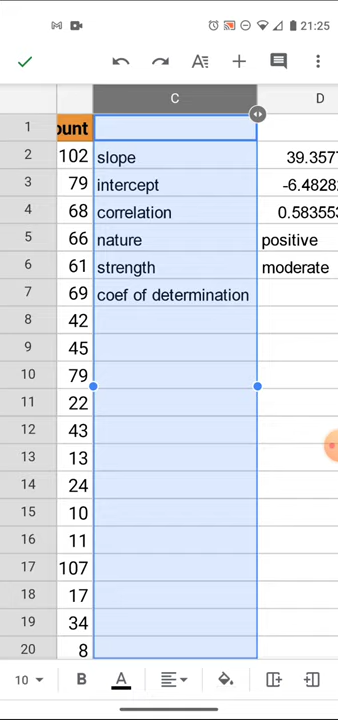 21:25
C D
1 ount
2 102 slope 39.357
3 79 intercept -6.4828
4 68 correlation 0.58355
5 66 nature positive
6 61 strength moderate
7 69 coef of determination
8 42
9 45
10 79
11 22
12 43
13 13
14 24
15 10
16 11
17 107
18 17
19 34
20 8
10 B A